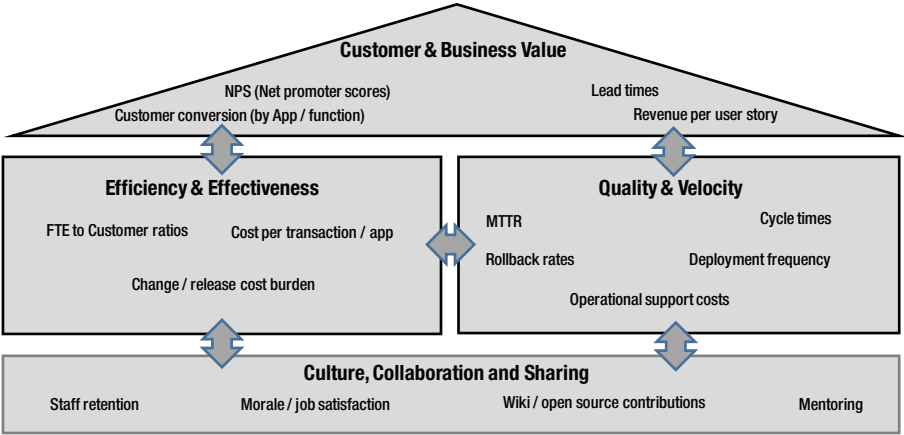 Customer & Business Value
NPS (Net promoter scores)
Lead times
Customer conversion (by App / function)
Revenue per user story
Efficiency & Effectiveness
FTE to Customer ratios
Cost per transaction / app
Change / release cost burden
Quality & Velocity
MTTR
Cycle times
Rollback rates
Deployment frequency
Operational support costs
Culture, Collaboration and Sharing
Staff retention
Morale / job satisfaction
Wiki / open source contributions
Mentoring